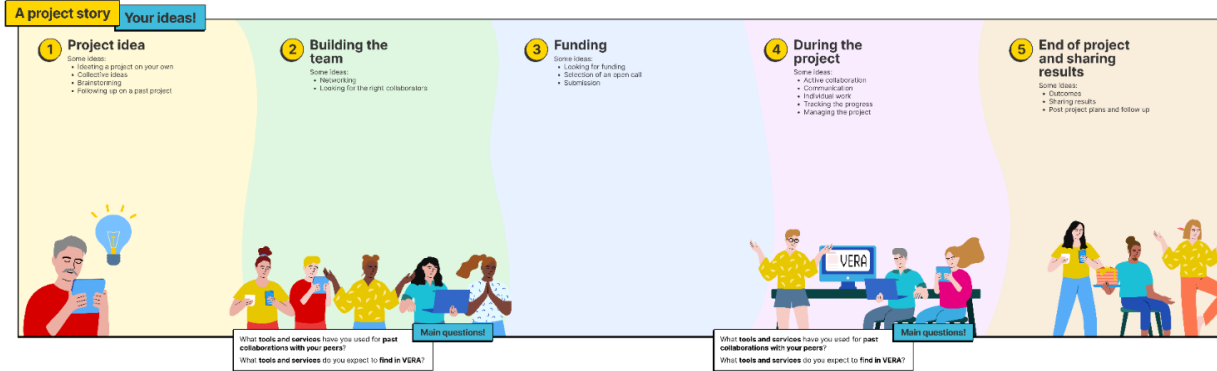 A project story
Your ideas!
1
Project idea
Some ideas:
• Ideating a project on your own
• Collective ideas
• Brainstorming
• Following up on a past project
2
Building the
team
Some ideas:
• Networking
• Looking for the right collaborators
3
Funding
Some ideas:
• Looking for funding
• Selection of an open call
• Submission
4
During the
project
Some ideas:
• Active collaboration
• Communication
• Individual work
• Tracking the progress
• Managing the project
5
End of project
and sharing
results
Some ideas:
• Outcomes
• Sharing results
• Post project plans and follow up
VERA
Main questions!
What tools and services have you used for past
collaborations with your peers?
What tools and services do you expect to find in VERA?
Main questions!
What tools and services have you used for past
collaborations with your peers?
What tools and services do you expect to find in VERA?